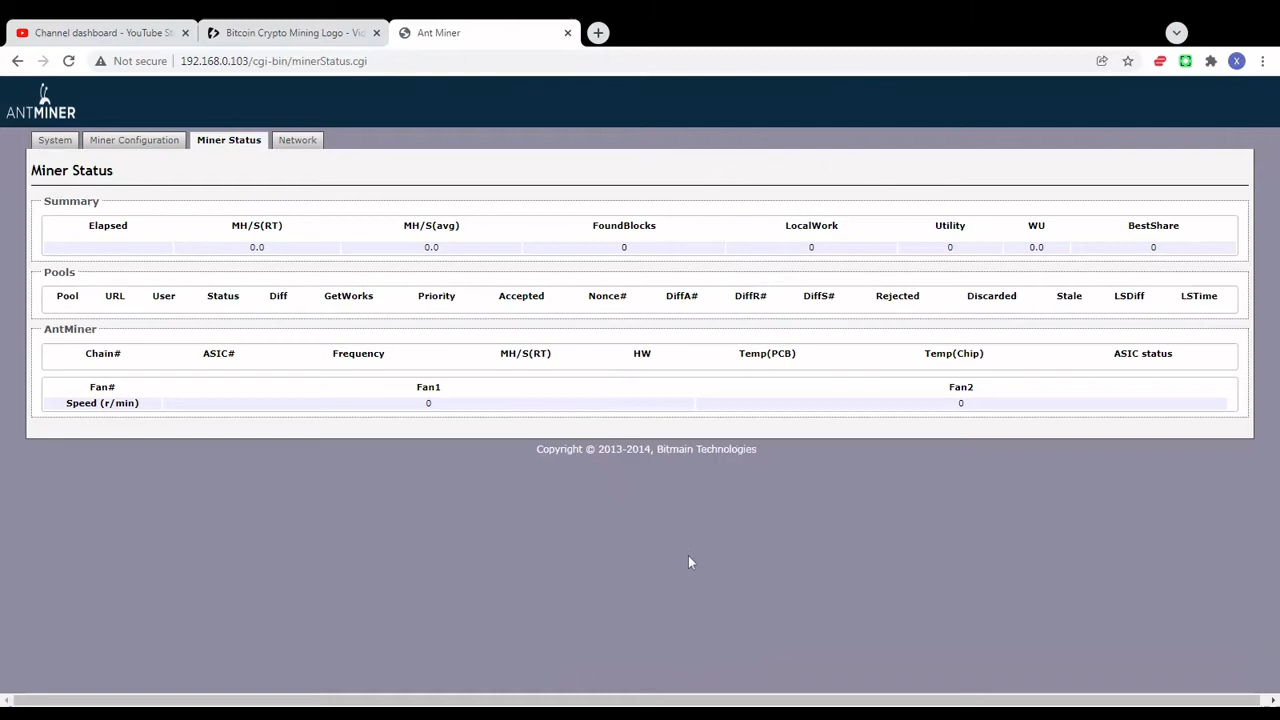 Channel dashboard - YouTube St
Bitcoin Crypto Mining Logo - Vid
Ant Miner
Not secure 192.168.0.103/cgi-bin/minerStatus.cgi X
ANTMINER
System Miner Configuration Miner Status Network
Miner Status
Summary
Elapsed MH/S(RT) MH/S(avg) FoundBlocks LocalWork Utility WU BestShare
0.0 0.0 0 0 0 0.0 0
Pools
Pool URL User Status Diff GetWorks Priority Accepted Nonce# DiffA# DiffR# DiffS# Rejected Discarded Stale LSDiff LSTime
AntMiner
Chain# ASIC# Frequency MH/S(RT) HW Temp(PCB) Temp(Chip) ASIC status
Fan# Fan1 Fan2
Speed (r/min) 0 0
Copyright © 2013-2014, Bitmain Technologies